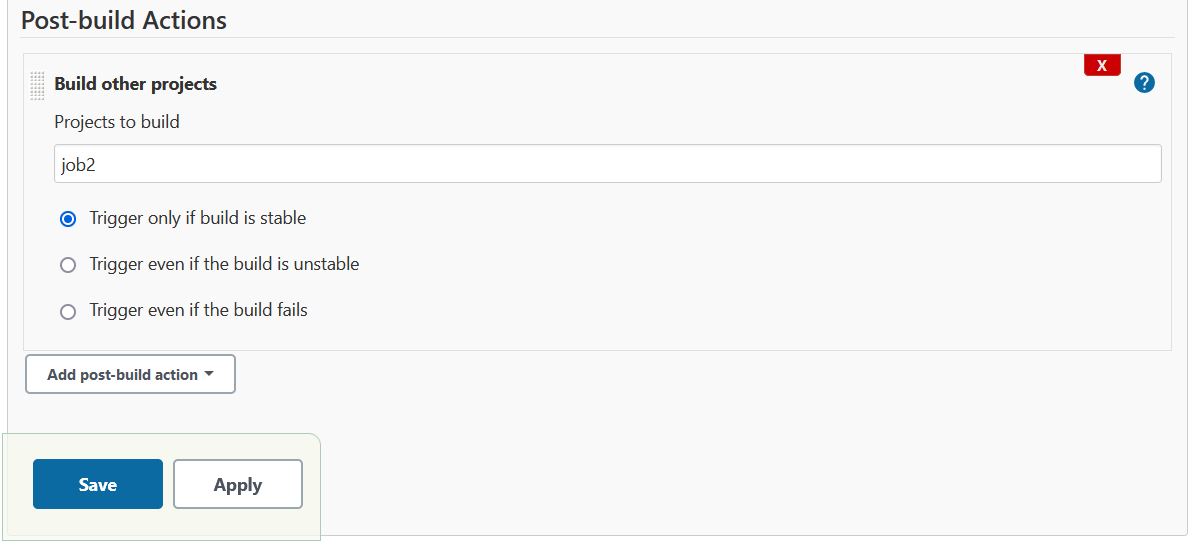 Post-build Actions
X
Build other projects
?
Projects to build
job2
Trigger only if build is stable
Trigger even if the build is unstable
Trigger even if the build fails
Add post-build action
Save Apply